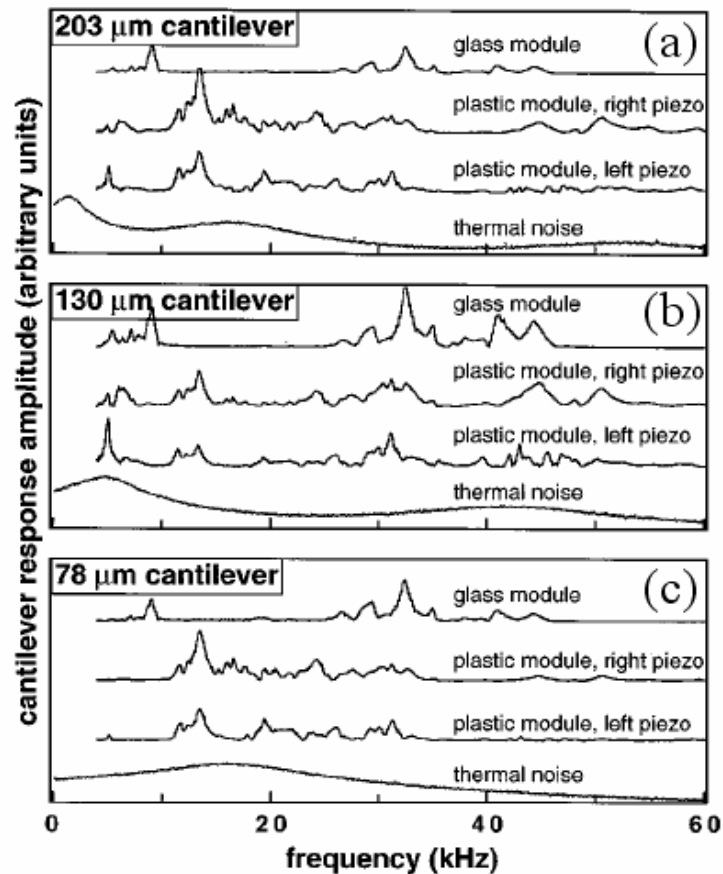 203 μm cantilever
(a)
glass module
plastic module, right piezo
plastic module, left piezo
thermal noise
130 μm cantilever
(b)
glass module
plastic module, right piezo
plastic module, left piezo
thermal noise
78 μm cantilever
(c)
glass module
plastic module, right piezo
plastic module, left piezo
thermal noise
cantilever response amplitude (arbitrary units)
0 20 40 60
frequency (kHz)